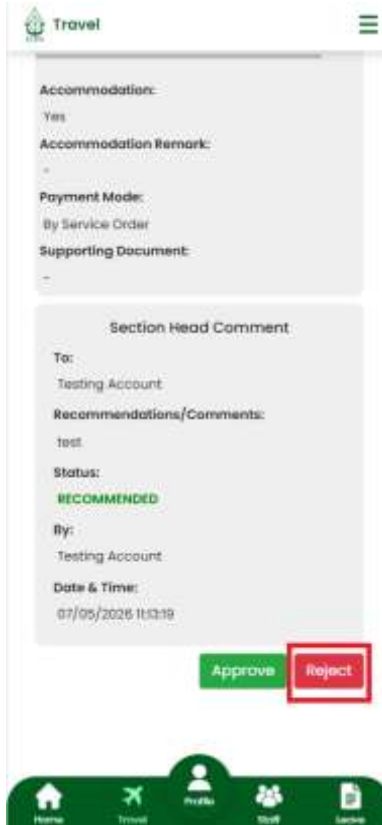 Travel
Accommodation:
Yes
Accommodation Remark:
-
Payment Mode:
By Service Order
Supporting Document:
-
Section Head Comment
To:
Testing Account
Recommendations/Comments:
test
Status:
RECOMMENDED
By:
Testing Account
Date & Time:
07/05/2026 11:13:19
Approve Reject
Home Travel Profile Staff Leave